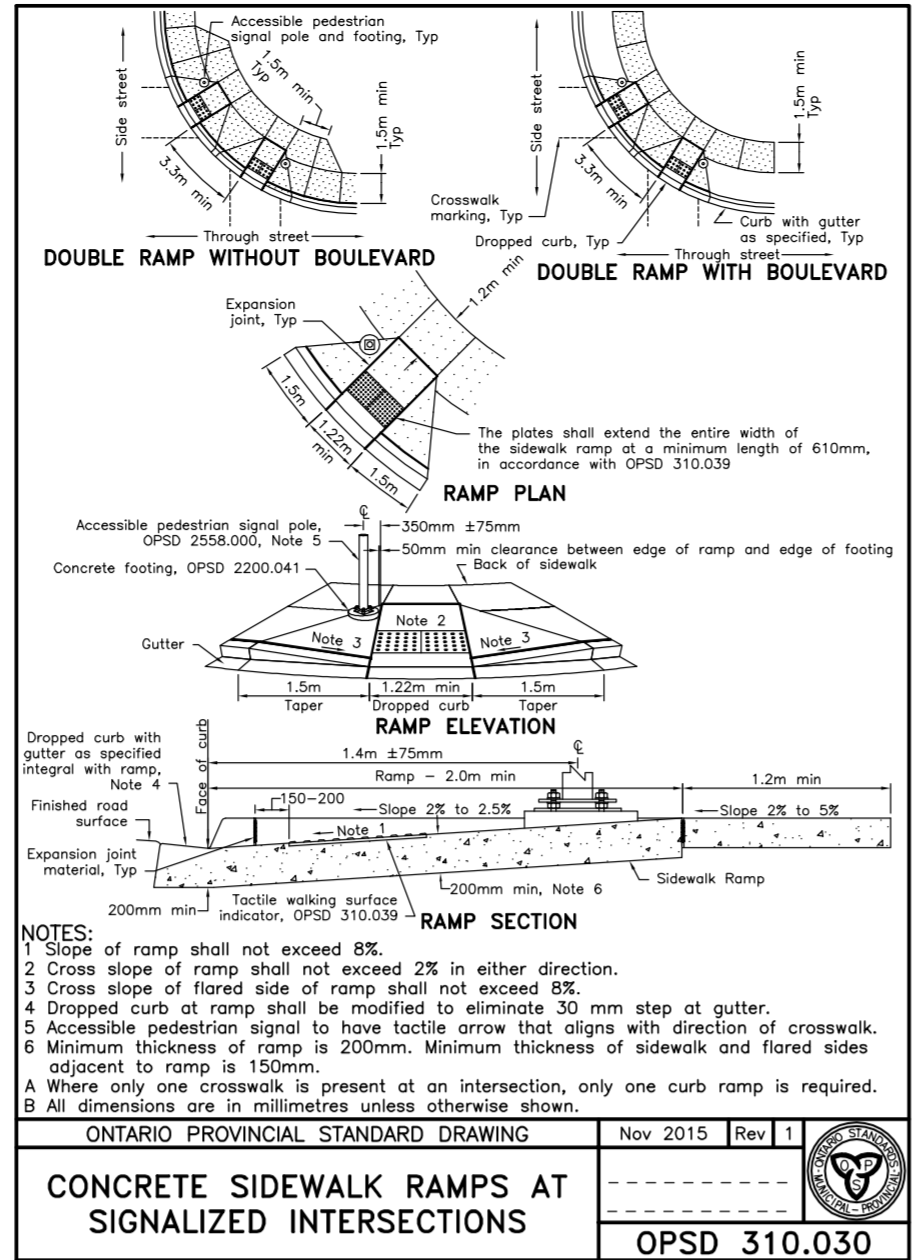 Accessible pedestrian
signal pole and footing, Typ
1.5m min
Typ
1.5m min
Typ
Side street
3.3m min
Through street
DOUBLE RAMP WITHOUT BOULEVARD
Side street
1.5m min
Typ
3.3m min
Crosswalk
marking, Typ
Dropped curb, Typ
Curb with gutter
as specified, Typ
Through street
DOUBLE RAMP WITH BOULEVARD
Expansion
joint, Typ
1.2m min
1.5m
1.22m
min
1.5m
The plates shall extend the entire width of
the sidewalk ramp at a minimum length of 610mm,
in accordance with OPSD 310.039
RAMP PLAN
Accessible pedestrian signal pole,
OPSD 2558.000, Note 5
℄
350mm ±75mm
50mm min clearance between edge of ramp and edge of footing
Concrete footing, OPSD 2200.041
Back of sidewalk
Note 2
Note 3
Note 3
Gutter
1.5m
Taper
1.22m min
Dropped curb
1.5m
Taper
RAMP ELEVATION
Dropped curb with
gutter as specified
integral with ramp,
Note 4
Face of curb
1.4m ±75mm
℄
Ramp – 2.0m min
1.2m min
Finished road
surface
150-200
Slope 2% to 2.5%
Slope 2% to 5%
Note 1
Expansion joint
material, Typ
200mm min
Tactile walking surface
indicator, OPSD 310.039
200mm min, Note 6
Sidewalk Ramp
RAMP SECTION
NOTES:
1 Slope of ramp shall not exceed 8%.
2 Cross slope of ramp shall not exceed 2% in either direction.
3 Cross slope of flared side of ramp shall not exceed 8%.
4 Dropped curb at ramp shall be modified to eliminate 30 mm step at gutter.
5 Accessible pedestrian signal to have tactile arrow that aligns with direction of crosswalk.
6 Minimum thickness of ramp is 200mm. Minimum thickness of sidewalk and flared sides
adjacent to ramp is 150mm.
A Where only one crosswalk is present at an intersection, only one curb ramp is required.
B All dimensions are in millimetres unless otherwise shown.
ONTARIO PROVINCIAL STANDARD DRAWING
Nov 2015 Rev 1
CONCRETE SIDEWALK RAMPS AT
SIGNALIZED INTERSECTIONS
ONTARIO STANDARDS
MUNICIPAL – PROVINCIAL
O P
S
OPSD 310.030